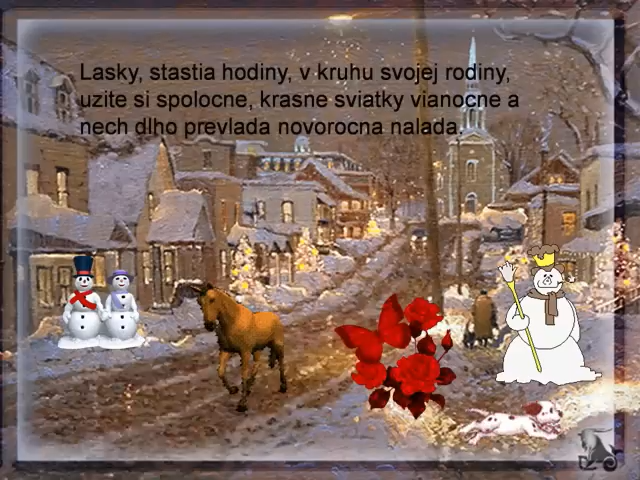 Lasky, stastia hodiny, v kruhu svojej rodiny,
uzite si spolocne, krasne sviatky vianocne a
nech dlho prevlada novorocna nalada.